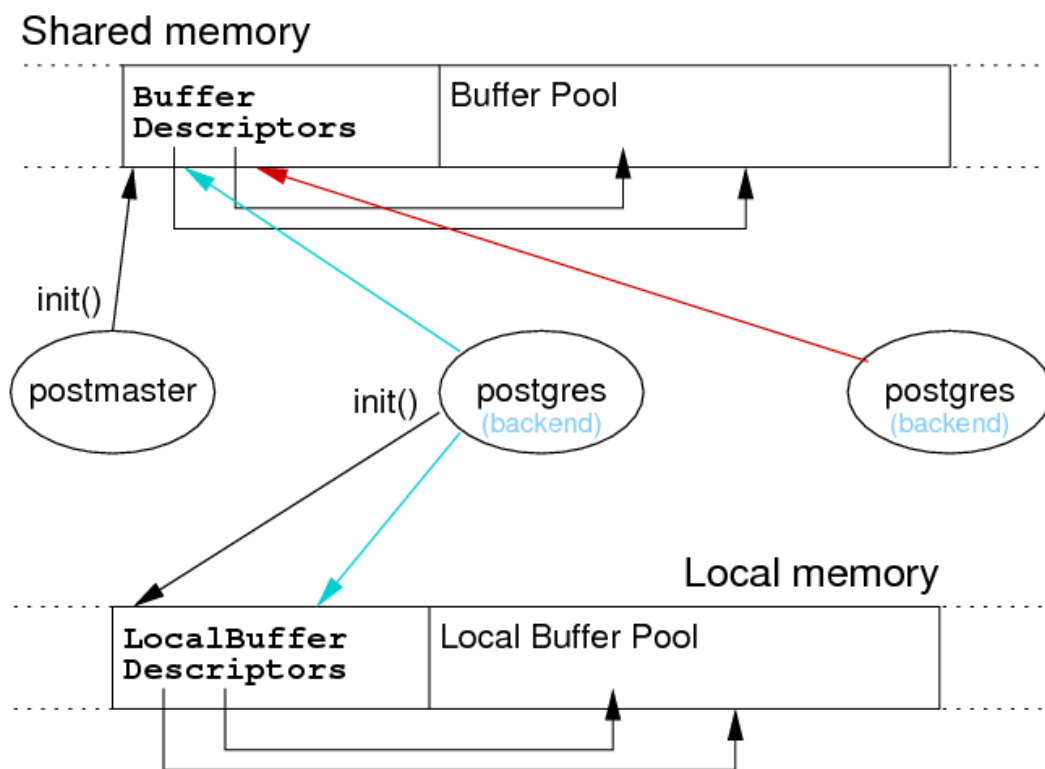 Shared memory
Buffer
Descriptors
Buffer Pool
init()
postmaster
init()
postgres
(backend)
postgres
(backend)
Local memory
LocalBuffer
Descriptors
Local Buffer Pool